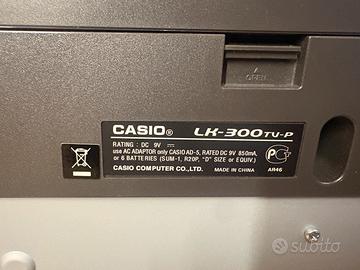 OPEN
CASIO® LK-300TV-P
RATING : DC 9V
use AC ADAPTOR only CASIO AD-5, RATED DC 9V 850mA,
or 6 BATTERIES (SUM-1, R20P, "D" SIZE or EQUIV.)
CASIO COMPUTER CO.,LTD. MADE IN CHINA AR46
subito